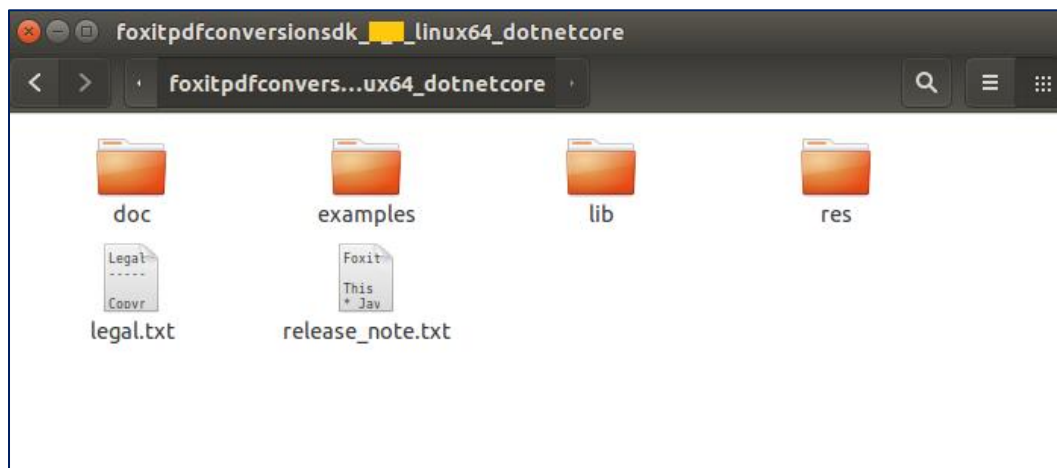 foxitpdfconversionsdk_ _ _linux64_dotnetcore
foxitpdfconvers...ux64_dotnetcore
doc
examples
lib
res
Legal
-----
Copyr
Foxit
This
* Jav
legal.txt
release_note.txt